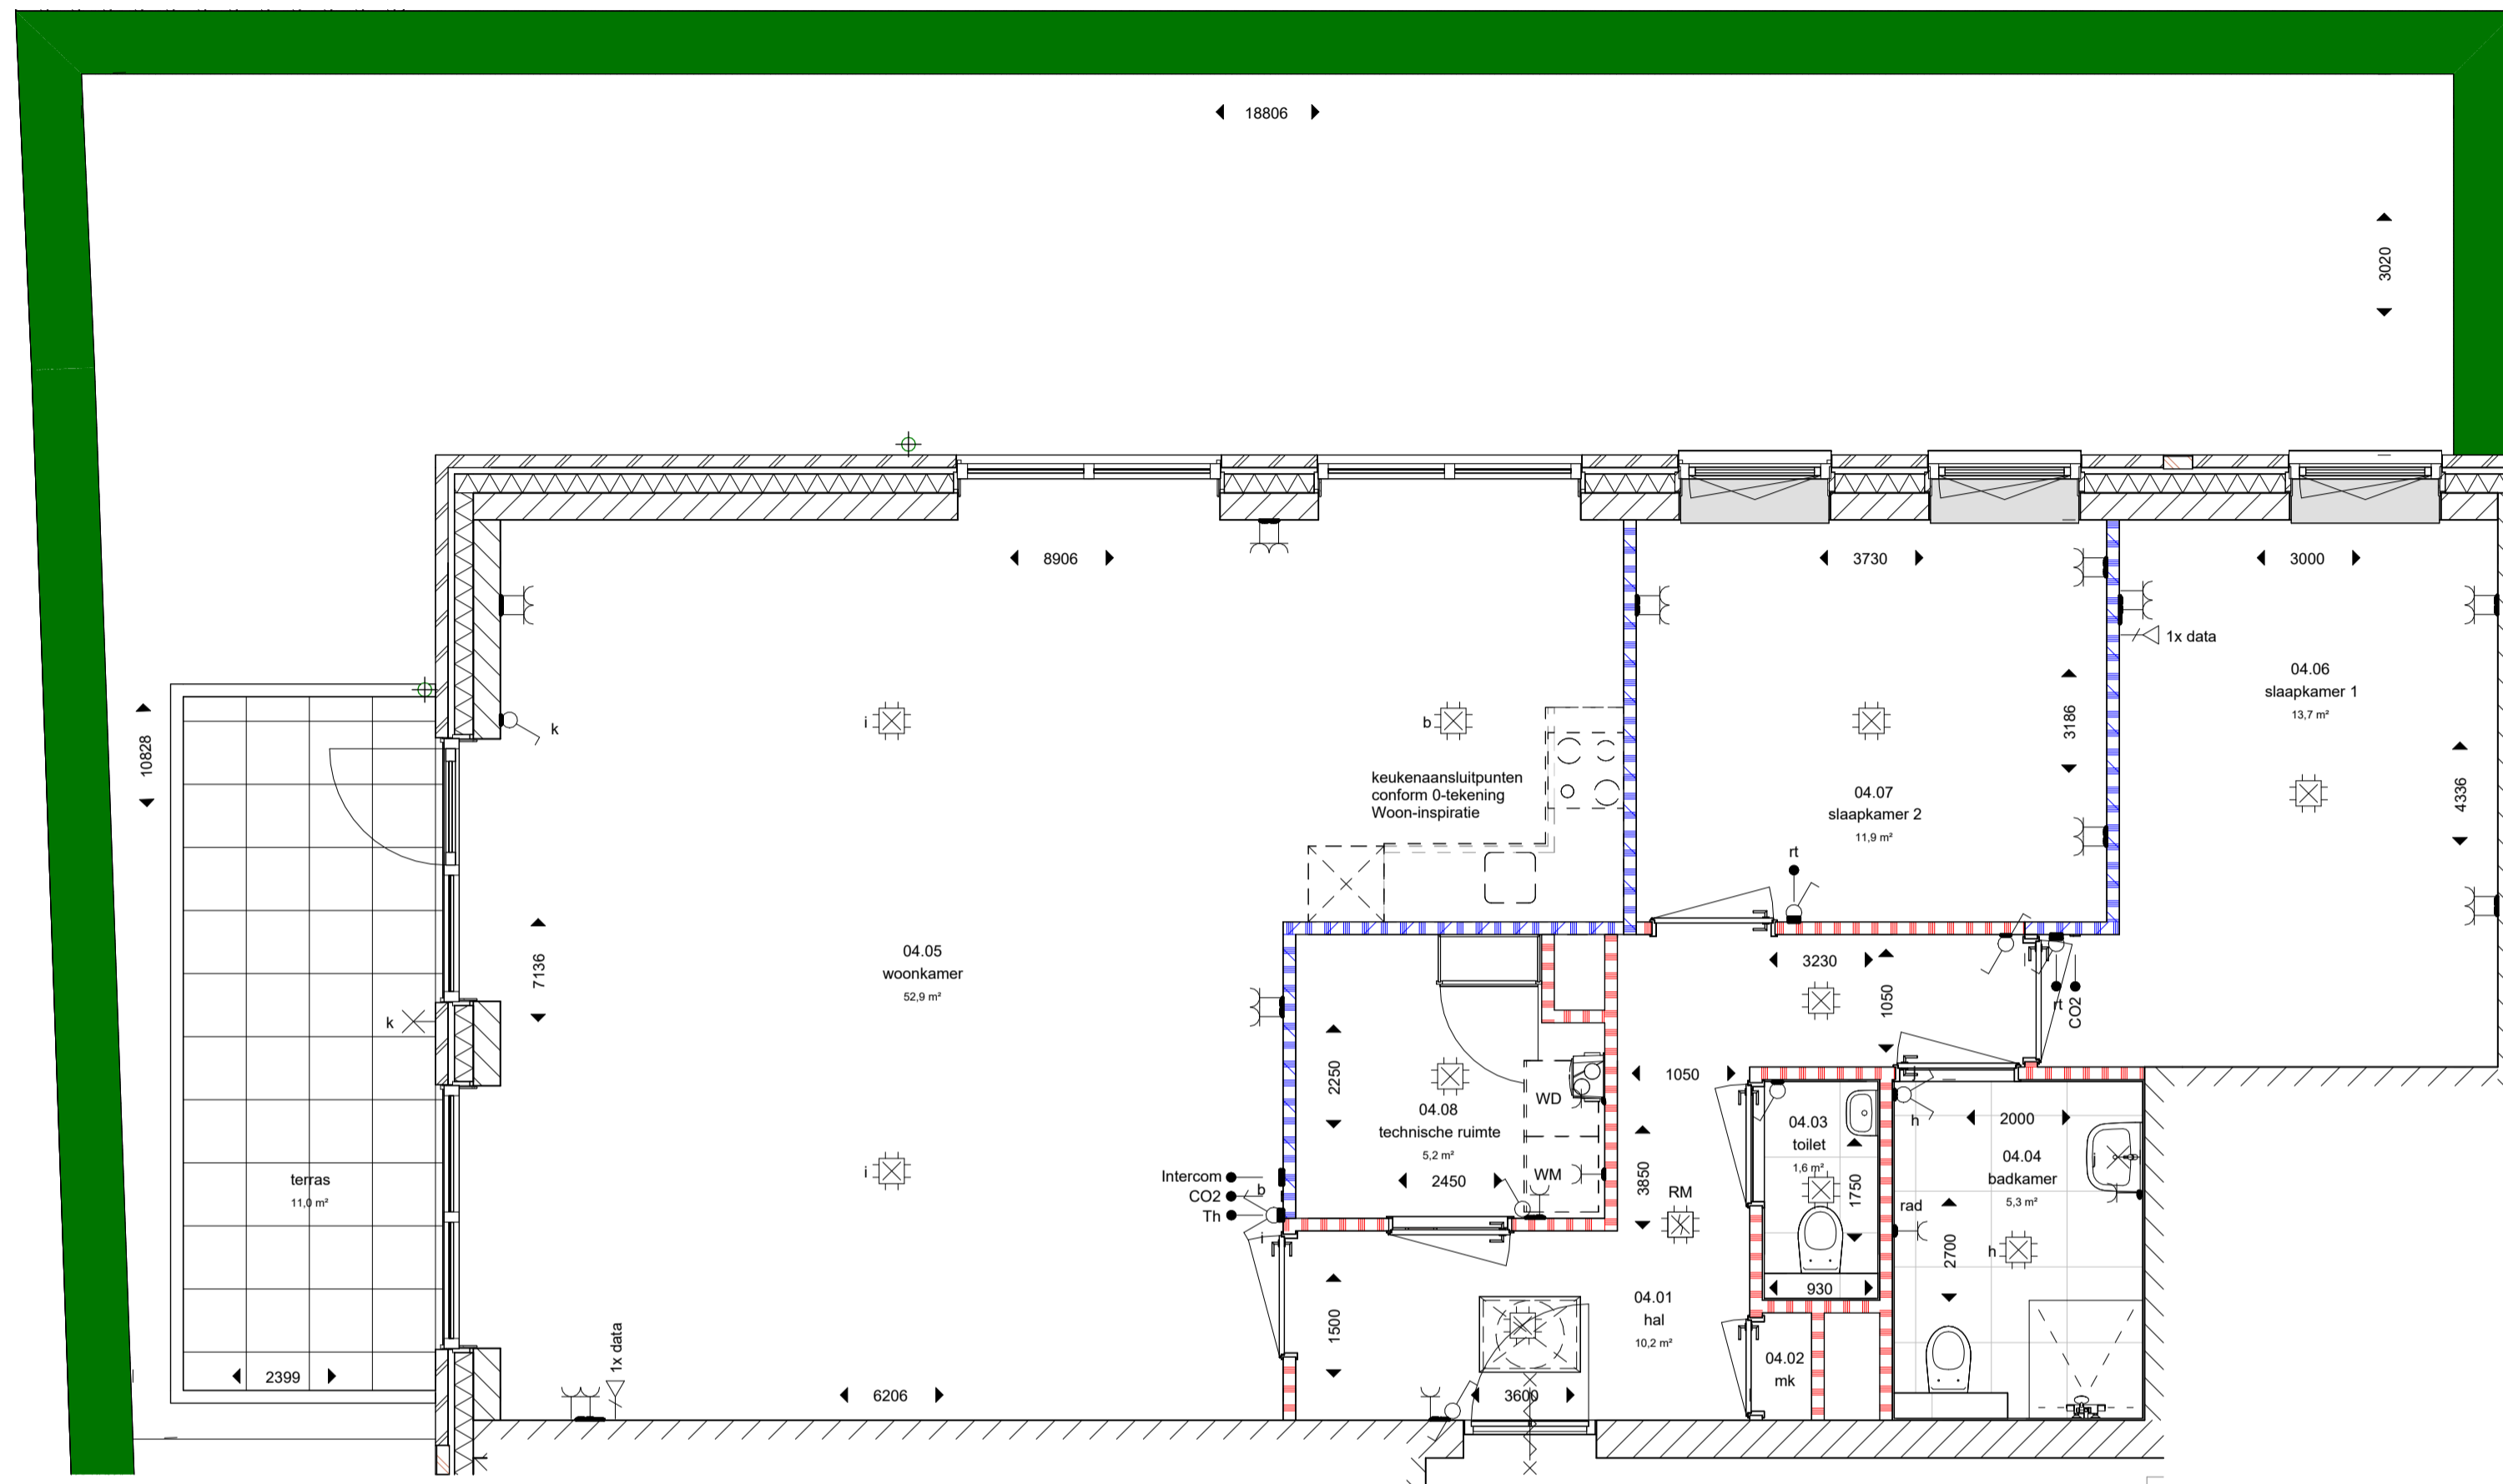 18806
3020
8906
3730
3000
1x data
04.06
slaapkamer 1
13,7 m²
k
i
b
3186
10828
keukenaansluitpunten
conform 0-tekening
Woon-inspiratie
04.07
slaapkamer 2
11,9 m²
4336
rt
04.05
woonkamer
52,9 m²
7136
3230
1050
rt
CO2
k
2250
1050
WD
04.08
technische ruimte
5,2 m²
2450
WM
04.03
toilet
1,6 m²
1750
h
2000
04.04
badkamer
5,3 m²
terras
11,0 m²
i
Intercom
CO2
Th
b
i
3850
RM
rad
h
2700
930
1500
04.01
hal
10,2 m²
04.02
mk
2399
1x data
6206
3600